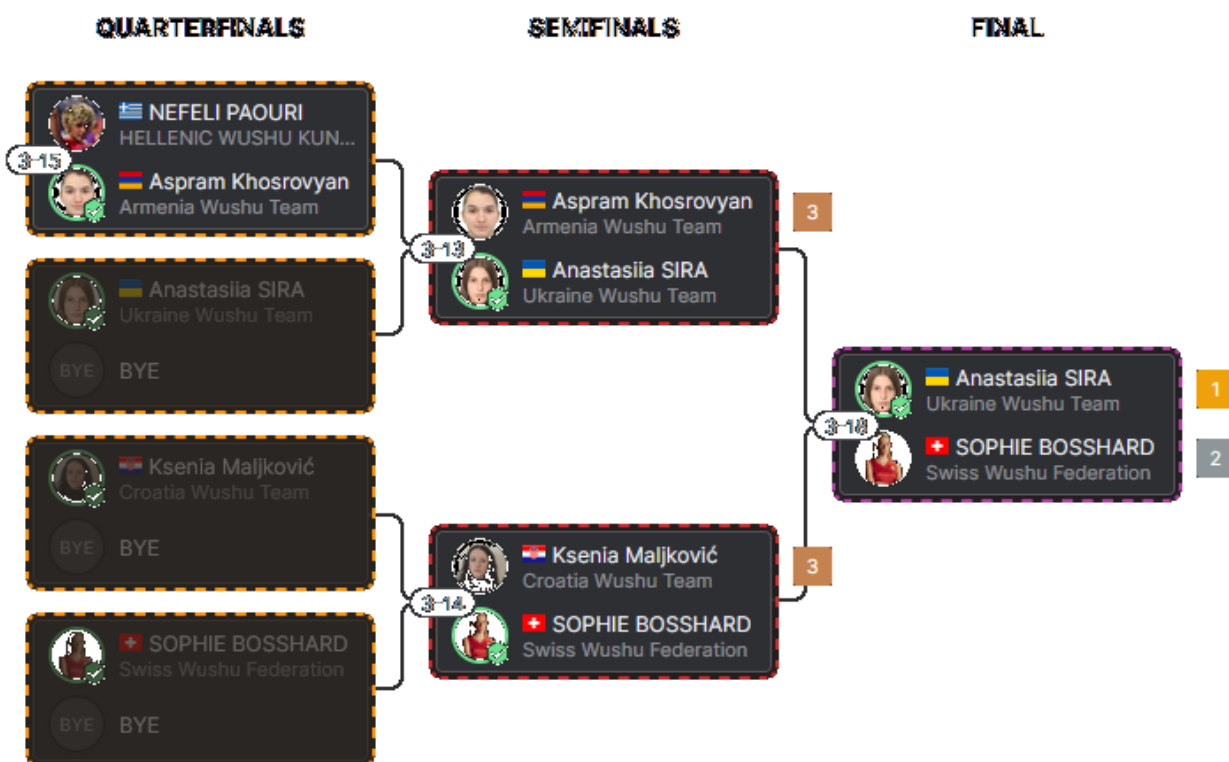 QUARTERFINALS
SEMIFINALS
FINAL
NEFELI PAOURI
HELLENIC WUSHU KUN...
3-15
Aspram Khosrovyan
Armenia Wushu Team
Anastasiia SIRA
Ukraine Wushu Team
BYE BYE
Ksenia Maljković
Croatia Wushu Team
BYE BYE
SOPHIE BOSSHARD
Swiss Wushu Federation
BYE BYE
Aspram Khosrovyan
Armenia Wushu Team
3
3-13
Anastasiia SIRA
Ukraine Wushu Team
Ksenia Maljković
Croatia Wushu Team
3
3-14
SOPHIE BOSSHARD
Swiss Wushu Federation
Anastasiia SIRA
Ukraine Wushu Team
1
3-18
SOPHIE BOSSHARD
Swiss Wushu Federation
2